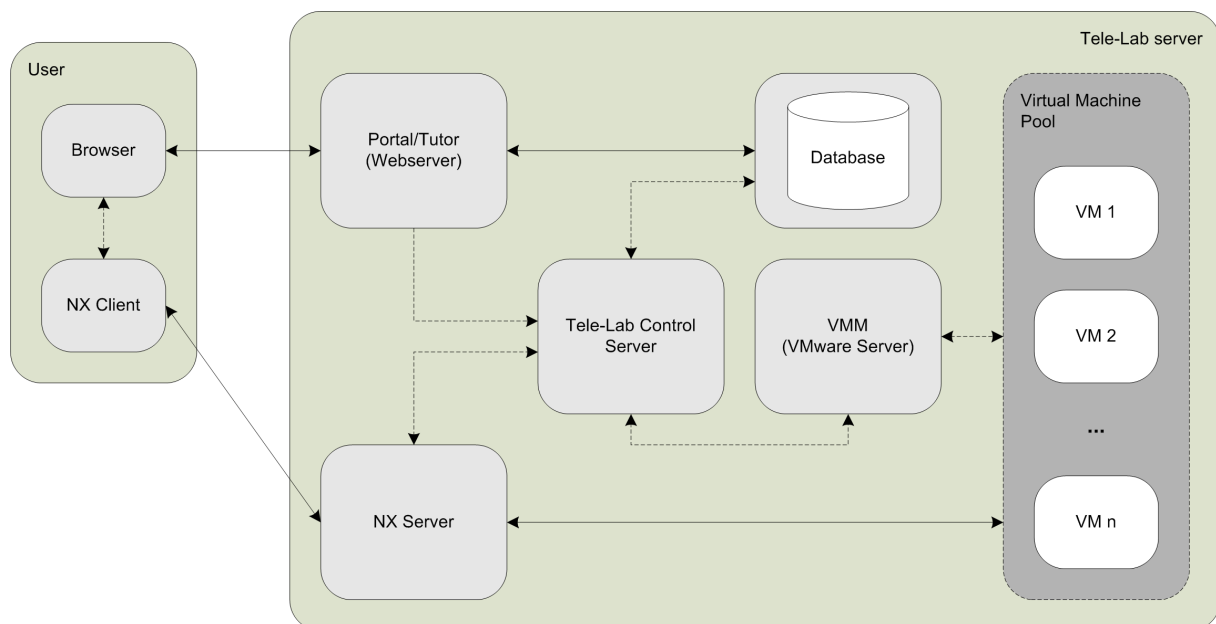 Tele-Lab server
User
Browser
NX Client
Portal/Tutor
(Webserver)
Database
Tele-Lab Control
Server
VMM
(VMware Server)
NX Server
Virtual Machine
Pool
VM 1
VM 2
...
VM n